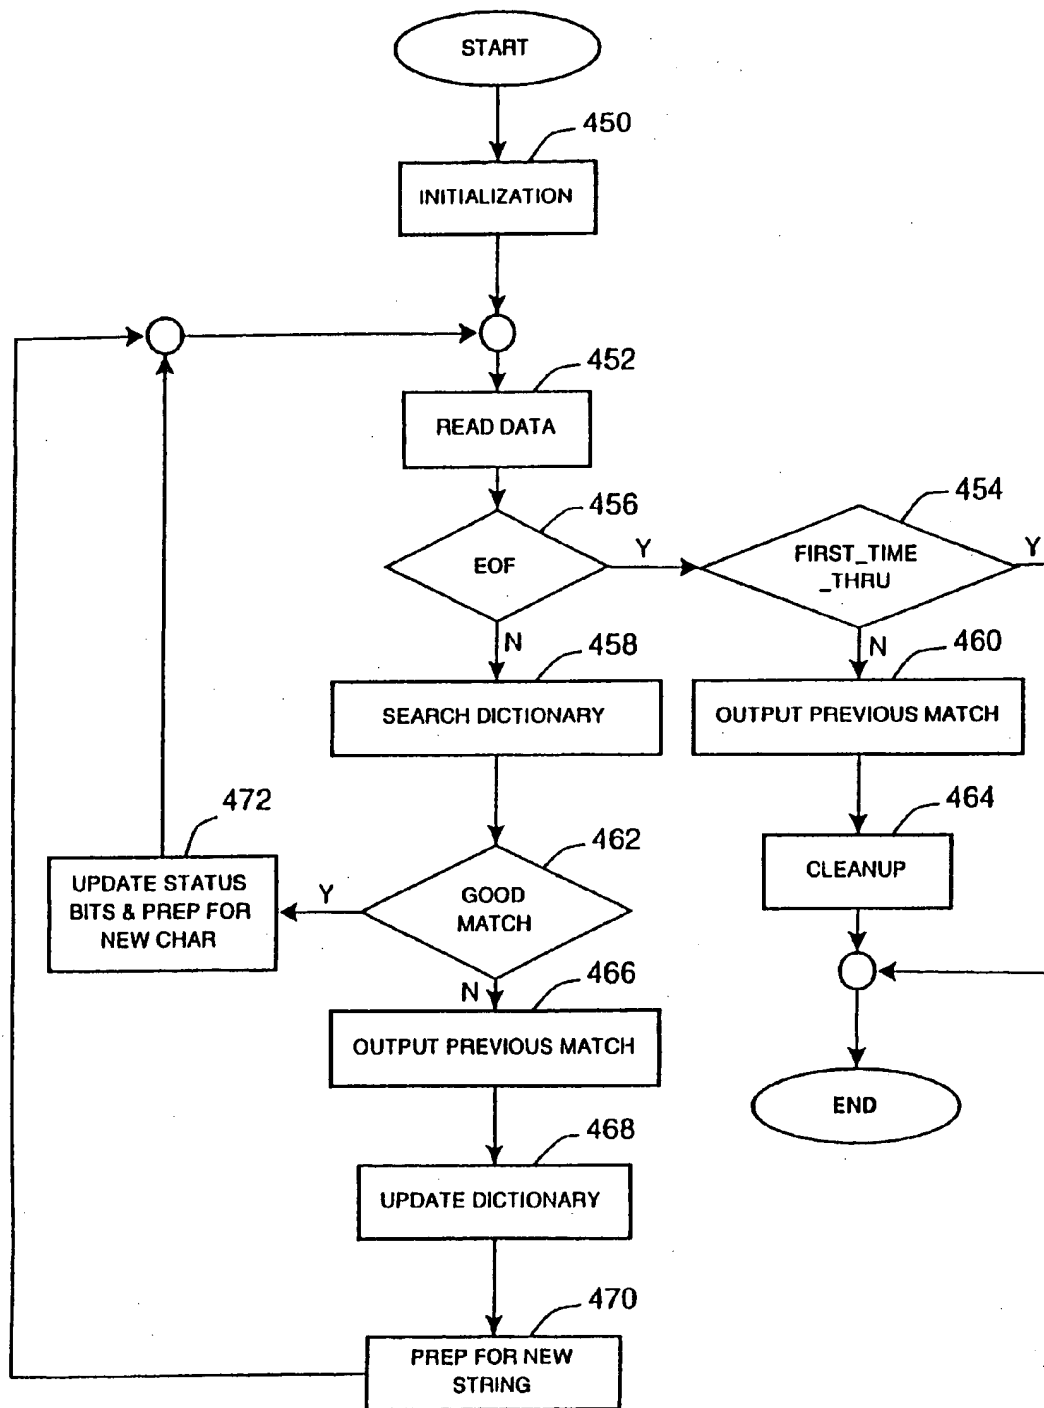 START
450
INITIALIZATION
452
READ DATA
456
EOF
Y
454
FIRST_TIME
_THRU
Y
N
458
SEARCH DICTIONARY
N
460
OUTPUT PREVIOUS MATCH
472
UPDATE STATUS
BITS & PREP FOR
NEW CHAR
Y
462
GOOD
MATCH
464
CLEANUP
N
466
OUTPUT PREVIOUS MATCH
END
468
UPDATE DICTIONARY
470
PREP FOR NEW
STRING